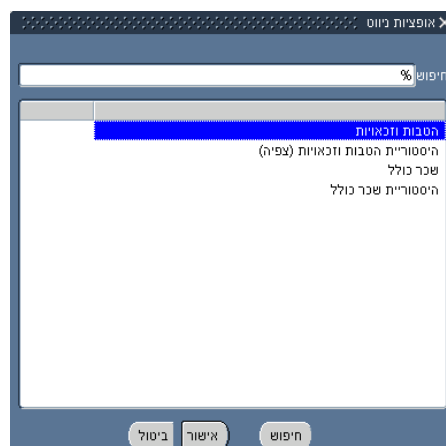 אופציות ניווט
חיפוש %
הטבות וזכאויות
היסטוריית הטבות וזכאויות (צפיה)
שכר כולל
היסטוריית שכר כולל
חיפוש אישור ביטול